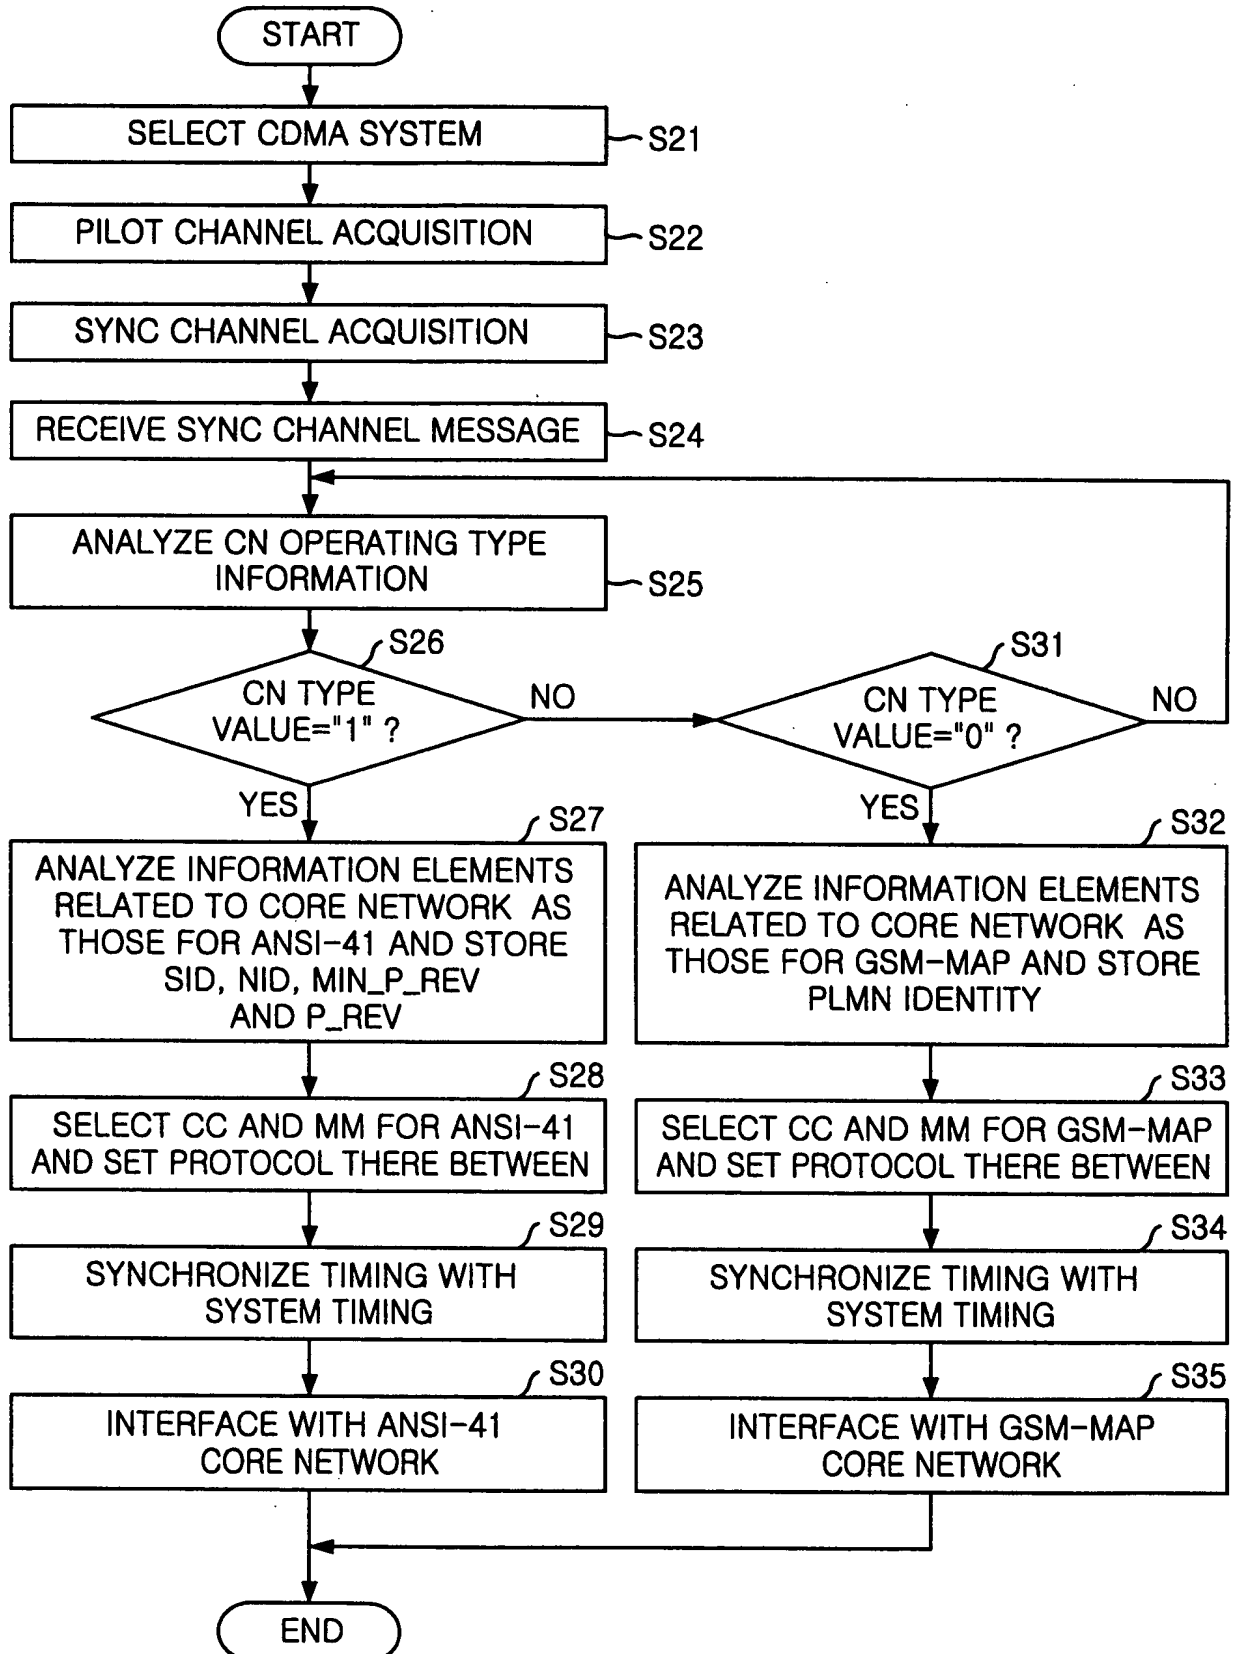 START
SELECT CDMA SYSTEM
S21
PILOT CHANNEL ACQUISITION
S22
SYNC CHANNEL ACQUISITION
S23
RECEIVE SYNC CHANNEL MESSAGE
S24
ANALYZE CN OPERATING TYPE
INFORMATION
S25
S26
CN TYPE
VALUE="1" ?
NO
YES
S31
CN TYPE
VALUE="0" ?
NO
YES
S27
ANALYZE INFORMATION ELEMENTS
RELATED TO CORE NETWORK AS
THOSE FOR ANSI-41 AND STORE
SID, NID, MIN_P_REV
AND P_REV
S32
ANALYZE INFORMATION ELEMENTS
RELATED TO CORE NETWORK AS
THOSE FOR GSM-MAP AND STORE
PLMN IDENTITY
S28
SELECT CC AND MM FOR ANSI-41
AND SET PROTOCOL THERE BETWEEN
S33
SELECT CC AND MM FOR GSM-MAP
AND SET PROTOCOL THERE BETWEEN
S29
SYNCHRONIZE TIMING WITH
SYSTEM TIMING
S34
SYNCHRONIZE TIMING WITH
SYSTEM TIMING
S30
INTERFACE WITH ANSI-41
CORE NETWORK
S35
INTERFACE WITH GSM-MAP
CORE NETWORK
END